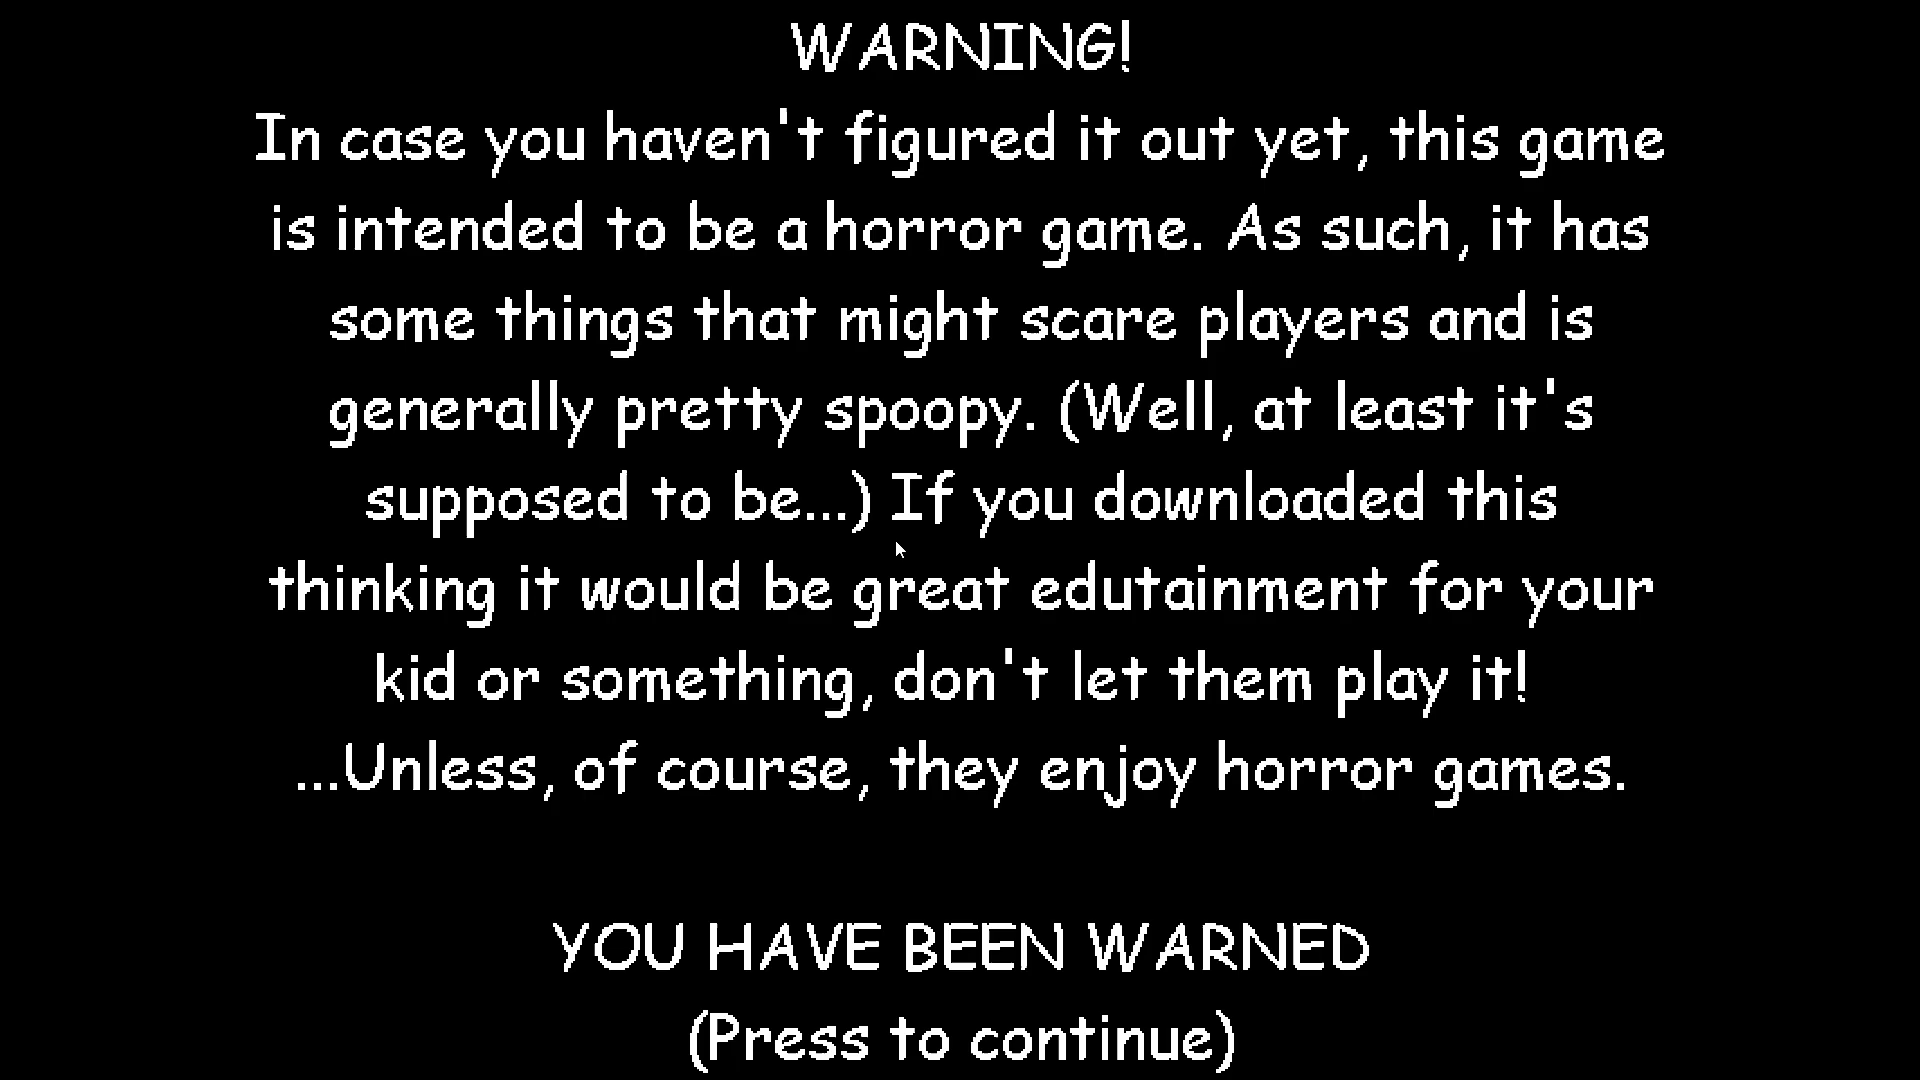 WARNING!
In case you haven't figured it out yet, this game
is intended to be a horror game. As such, it has
some things that might scare players and is
generally pretty spoopy. (Well, at least it's
supposed to be...) If you downloaded this
thinking it would be great edutainment for your
kid or something, don't let them play it!
...Unless, of course, they enjoy horror games.
YOU HAVE BEEN WARNED
(Press to continue)